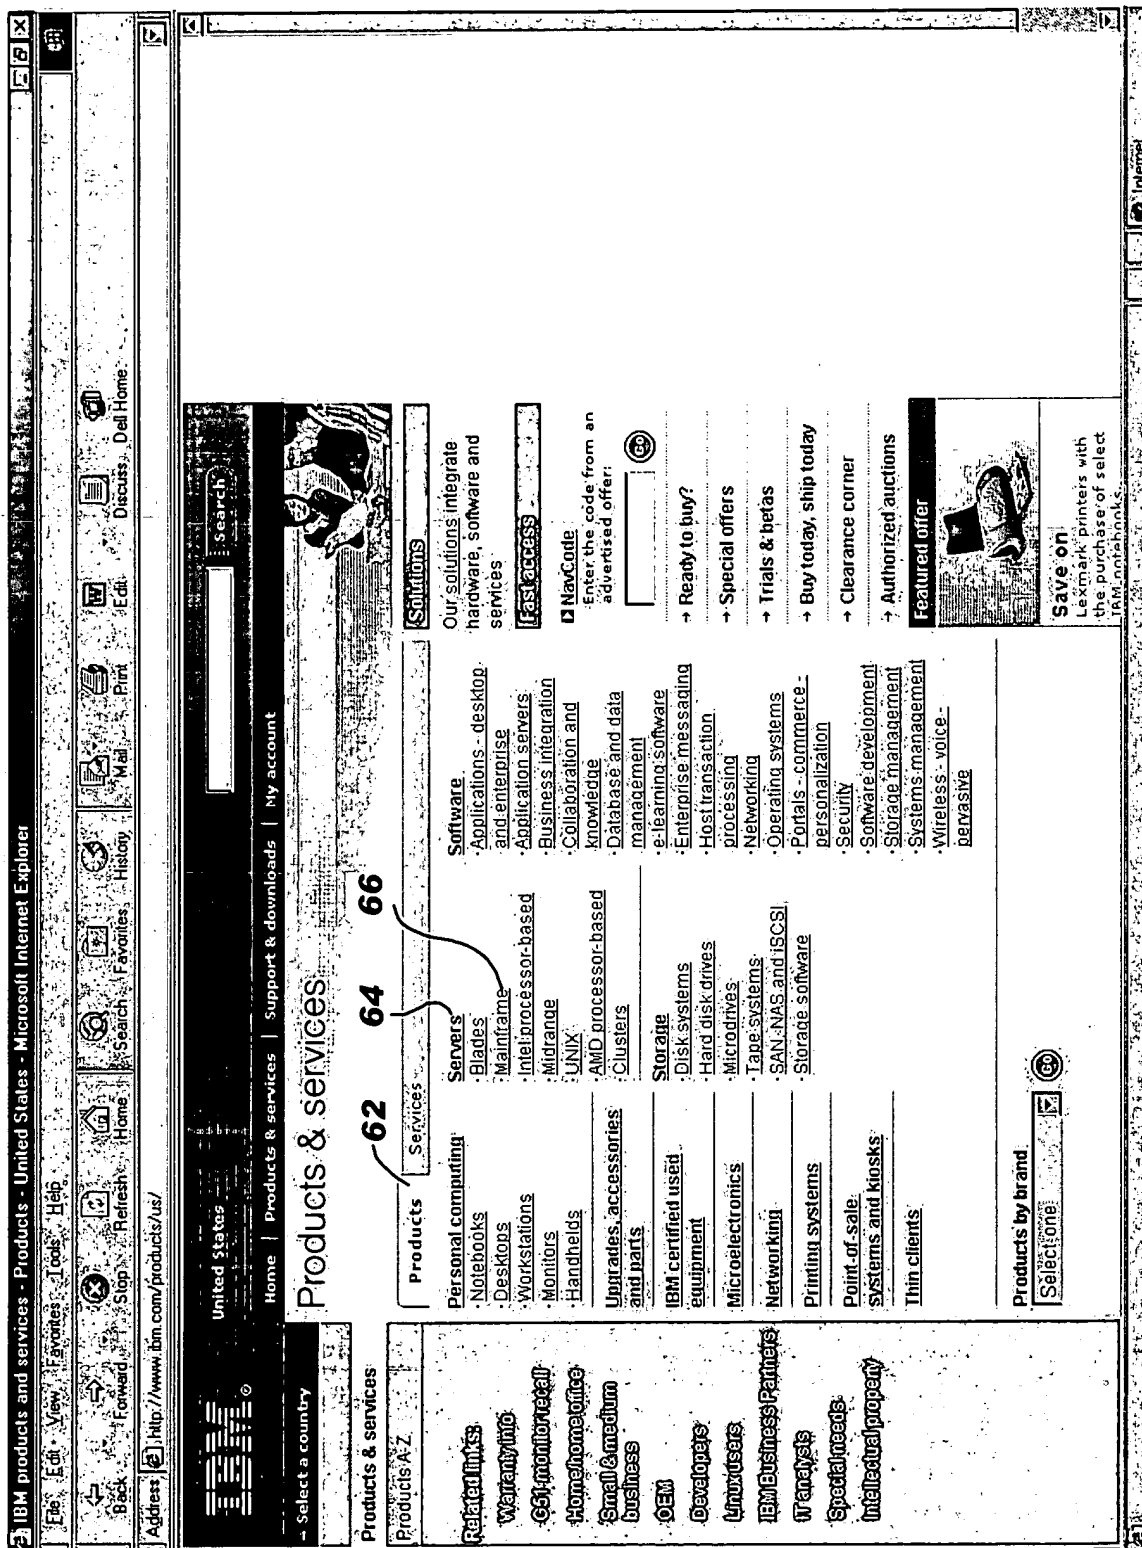 IBM products and services - Products - United States - Microsoft Internet Explorer
File Edit View Favorites Tools Help
Back Forward Stop Refresh Home Search Favorites History Mail Print Edit Discuss Dell Home
Address http://www.ibm.com/products/us/
IBM®
United States
Search
Home | Products & services | Support & downloads | My account
→ Select a country
Products & services
Products A-Z
Related links:
Warranty info
G51 monitor recall
Home/home office
Small & medium
business
OEM
Developers
Linux users
IBM Business Partners
IT analysts
Special needs
Intellectual property
Products & services
62
64
66
Products
Services
Personal computing
· Notebooks
· Desktops
· Workstations
· Monitors
· Handhelds
Upgrades, accessories
and parts
IBM certified used
equipment
Microelectronics
Networking
Printing systems
Point-of-sale
systems and kiosks
Thin clients
Servers
· Blades
· Mainframe
· Intel processor-based
· Midrange
· UNIX
· AMD processor-based
· Clusters
Storage
· Disk systems
· Hard disk drives
· Microdrives
· Tape systems
· SAN - NAS and iSCSI
· Storage software
Software
· Applications - desktop
and enterprise
· Application servers
· Business integration
· Collaboration and
knowledge
· Database and data
management
· e-learning software
· Enterprise messaging
· Host transaction
processing
· Networking
· Operating systems
· Portals - commerce -
personalization
· Security
· Software development
· Storage management
· Systems management
· Wireless - voice -
pervasive
Products by brand
Select one
GO
Solutions
Our solutions integrate
hardware, software and
services
Fast access
NavCode
Enter the code from an
advertised offer:
GO
→ Ready to buy?
→ Special offers
→ Trials & betas
→ Buy today, ship today
→ Clearance corner
→ Authorized auctions
Featured offer
Save on
Lexmark printers with
the purchase of select
IBM notebooks.
Internet